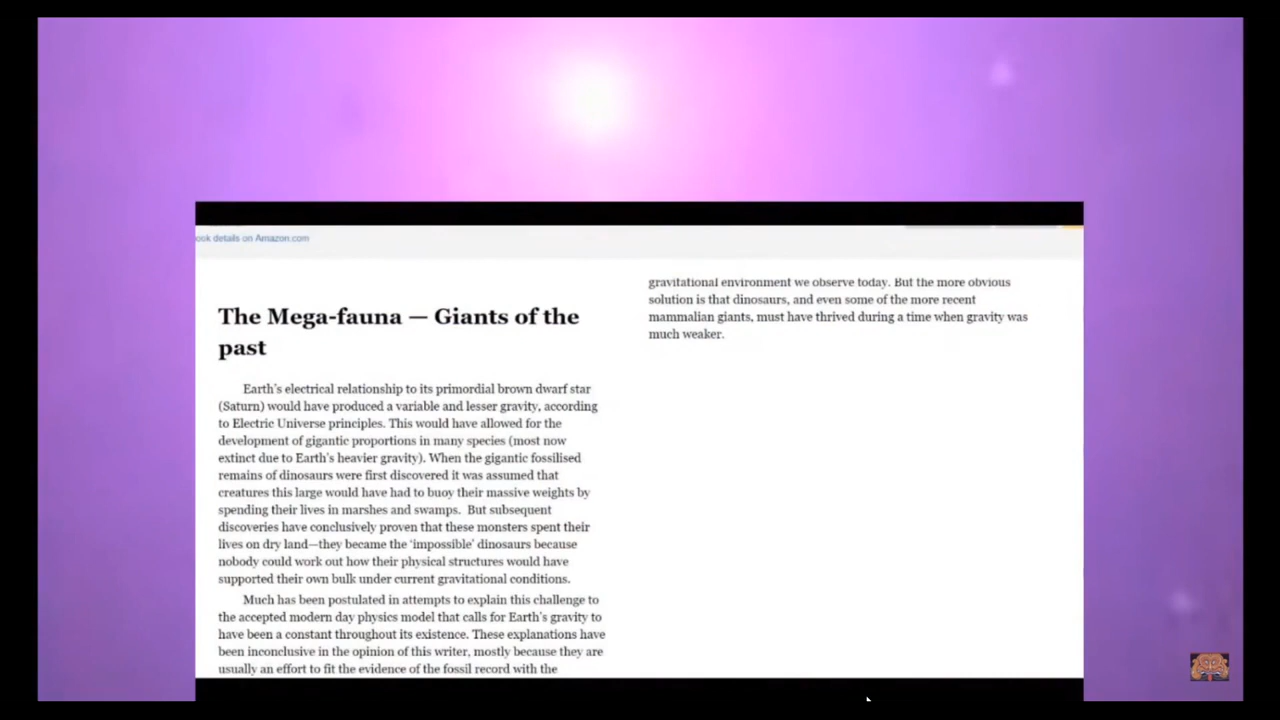 ook details on Amazon.com
The Mega-fauna — Giants of the
past
Earth's electrical relationship to its primordial brown dwarf star
(Saturn) would have produced a variable and lesser gravity, according
to Electric Universe principles. This would have allowed for the
development of gigantic proportions in many species (most now
extinct due to Earth's heavier gravity). When the gigantic fossilised
remains of dinosaurs were first discovered it was assumed that
creatures this large would have had to buoy their massive weights by
spending their lives in marshes and swamps.  But subsequent
discoveries have conclusively proven that these monsters spent their
lives on dry land—they became the 'impossible' dinosaurs because
nobody could work out how their physical structures would have
supported their own bulk under current gravitational conditions.
Much has been postulated in attempts to explain this challenge to
the accepted modern day physics model that calls for Earth's gravity to
have been a constant throughout its existence. These explanations have
been inconclusive in the opinion of this writer, mostly because they are
usually an effort to fit the evidence of the fossil record with the
gravitational environment we observe today. But the more obvious
solution is that dinosaurs, and even some of the more recent
mammalian giants, must have thrived during a time when gravity was
much weaker.